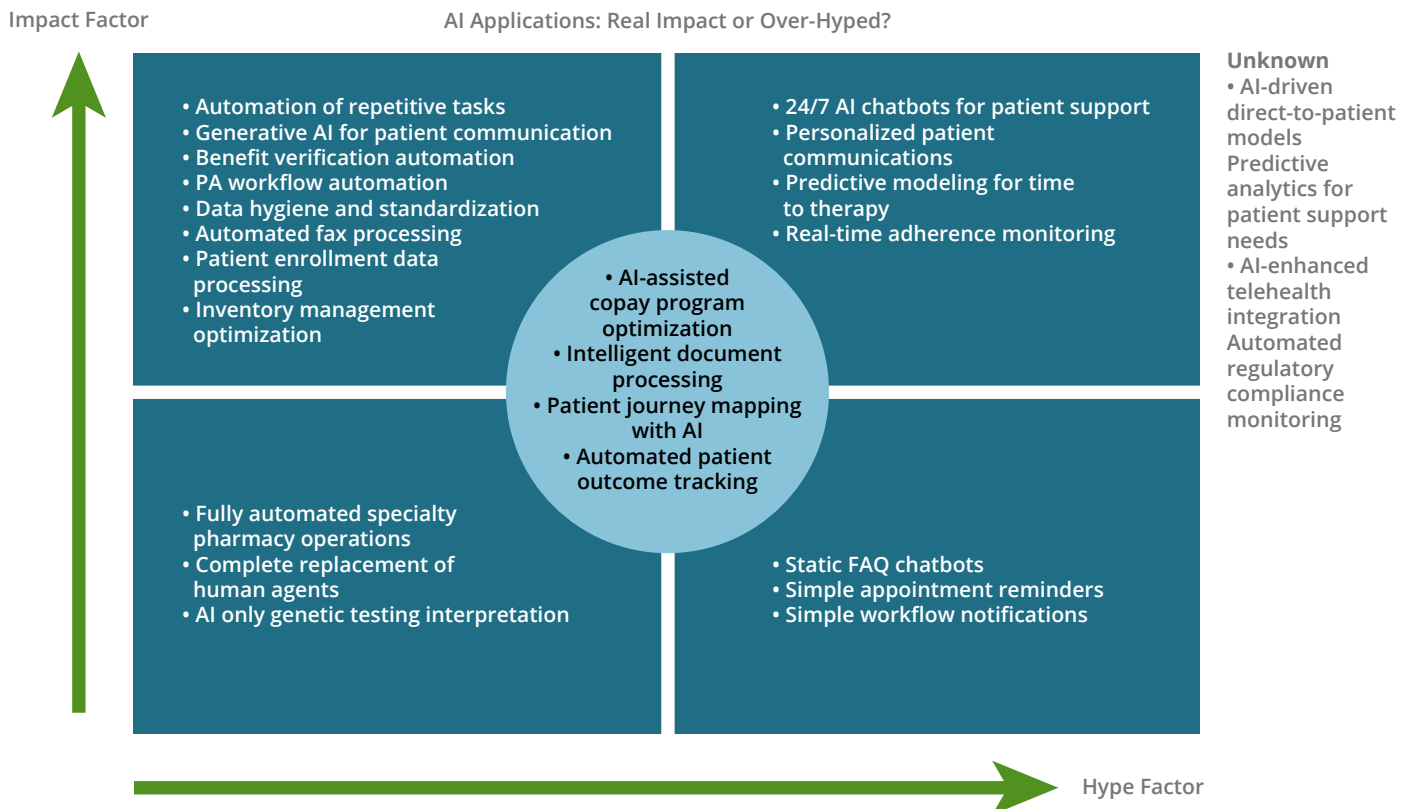 Impact Factor
AI Applications: Real Impact or Over-Hyped?
• Automation of repetitive tasks
• Generative AI for patient communication
• Benefit verification automation
• PA workflow automation
• Data hygiene and standardization
• Automated fax processing
• Patient enrollment data
processing
• Inventory management
optimization
• 24/7 AI chatbots for patient support
• Personalized patient
communications
• Predictive modeling for time
to therapy
• Real-time adherence monitoring
• AI-assisted
copay program
optimization
• Intelligent document
processing
• Patient journey mapping
with AI
• Automated patient
outcome tracking
• Fully automated specialty
pharmacy operations
• Complete replacement of
human agents
• AI only genetic testing interpretation
• Static FAQ chatbots
• Simple appointment reminders
• Simple workflow notifications
Unknown
• AI-driven
direct-to-patient
models
Predictive
analytics for
patient support
needs
• AI-enhanced
telehealth
integration
Automated
regulatory
compliance
monitoring
Hype Factor